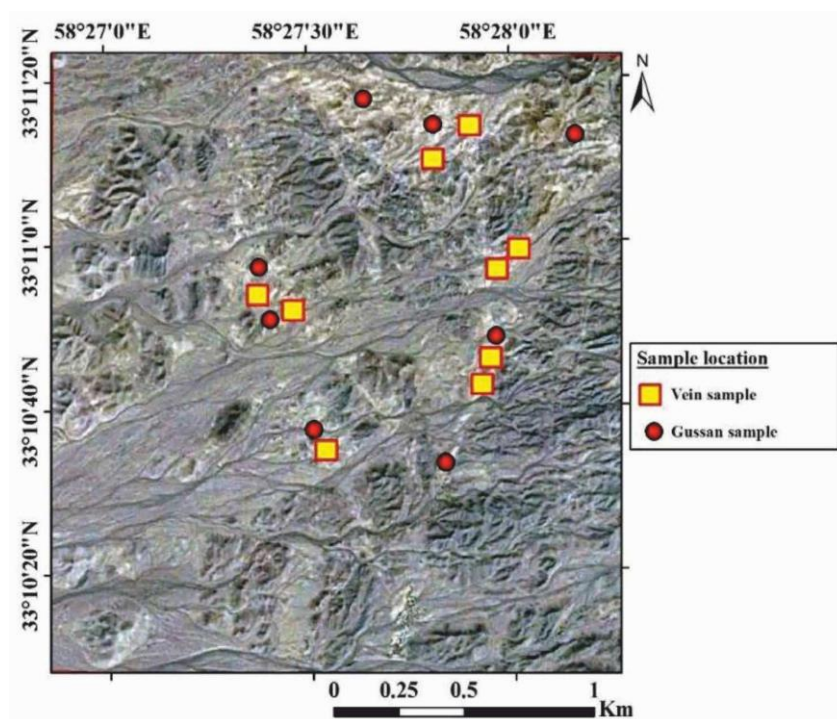 58°27'0"E 58°27'30"E 58°28'0"E
N
33°11'20"N
33°11'0"N
33°10'40"N
33°10'20"N
Sample location
Vein sample
Gussan sample
0 0.25 0.5 1
Km